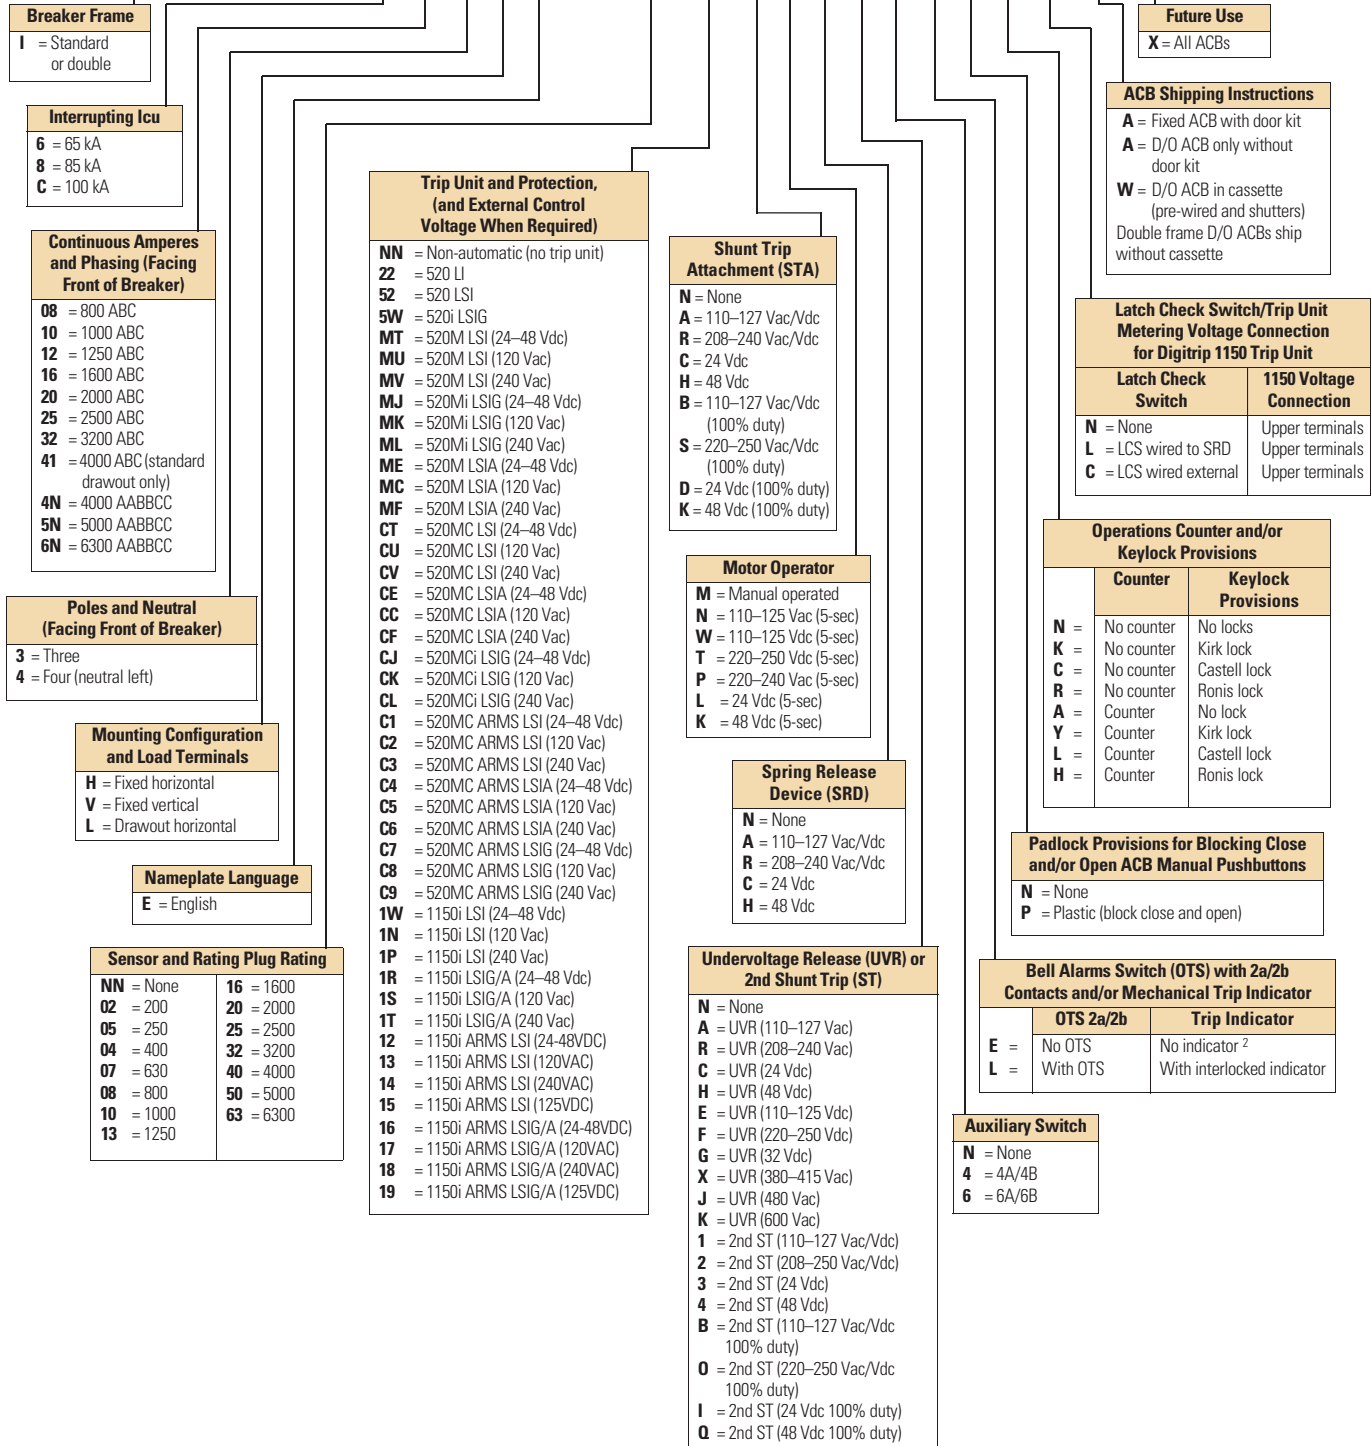 Breaker Frame
I = Standard
or double
Interrupting Icu
6 = 65 kA
8 = 85 kA
C = 100 kA
Continuous Amperes
and Phasing (Facing
Front of Breaker)
08 = 800 ABC
10 = 1000 ABC
12 = 1250 ABC
16 = 1600 ABC
20 = 2000 ABC
25 = 2500 ABC
32 = 3200 ABC
41 = 4000 ABC (standard
drawout only)
4N = 4000 AABBCC
5N = 5000 AABBCC
6N = 6300 AABBCC
Poles and Neutral
(Facing Front of Breaker)
3 = Three
4 = Four (neutral left)
Mounting Configuration
and Load Terminals
H = Fixed horizontal
V = Fixed vertical
L = Drawout horizontal
Nameplate Language
E = English
Sensor and Rating Plug Rating
NN = None
02 = 200
05 = 250
04 = 400
07 = 630
08 = 800
10 = 1000
13 = 1250
16 = 1600
20 = 2000
25 = 2500
32 = 3200
40 = 4000
50 = 5000
63 = 6300
Trip Unit and Protection,
(and External Control
Voltage When Required)
NN = Non-automatic (no trip unit)
22 = 520 LI
52 = 520 LSI
5W = 520i LSIG
MT = 520M LSI (24–48 Vdc)
MU = 520M LSI (120 Vac)
MV = 520M LSI (240 Vac)
MJ = 520Mi LSIG (24–48 Vdc)
MK = 520Mi LSIG (120 Vac)
ML = 520Mi LSIG (240 Vac)
ME = 520M LSIA (24–48 Vdc)
MC = 520M LSIA (120 Vac)
MF = 520M LSIA (240 Vac)
CT = 520MC LSI (24–48 Vdc)
CU = 520MC LSI (120 Vac)
CV = 520MC LSI (240 Vac)
CE = 520MC LSIA (24–48 Vdc)
CC = 520MC LSIA (120 Vac)
CF = 520MC LSIA (240 Vac)
CJ = 520MCi LSIG (24–48 Vdc)
CK = 520MCi LSIG (120 Vac)
CL = 520MCi LSIG (240 Vac)
C1 = 520MC ARMS LSI (24–48 Vdc)
C2 = 520MC ARMS LSI (120 Vac)
C3 = 520MC ARMS LSI (240 Vac)
C4 = 520MC ARMS LSIA (24–48 Vdc)
C5 = 520MC ARMS LSIA (120 Vac)
C6 = 520MC ARMS LSIA (240 Vac)
C7 = 520MC ARMS LSIG (24–48 Vdc)
C8 = 520MC ARMS LSIG (120 Vac)
C9 = 520MC ARMS LSIG (240 Vac)
1W = 1150i LSI (24–48 Vdc)
1N = 1150i LSI (120 Vac)
1P = 1150i LSI (240 Vac)
1R = 1150i LSIG/A (24–48 Vdc)
1S = 1150i LSIG/A (120 Vac)
1T = 1150i LSIG/A (240 Vac)
12 = 1150i ARMS LSI (24-48VDC)
13 = 1150i ARMS LSI (120VAC)
14 = 1150i ARMS LSI (240VAC)
15 = 1150i ARMS LSI (125VDC)
16 = 1150i ARMS LSIG/A (24-48VDC)
17 = 1150i ARMS LSIG/A (120VAC)
18 = 1150i ARMS LSIG/A (240VAC)
19 = 1150i ARMS LSIG/A (125VDC)
Shunt Trip
Attachment (STA)
N = None
A = 110–127 Vac/Vdc
R = 208–240 Vac/Vdc
C = 24 Vdc
H = 48 Vdc
B = 110–127 Vac/Vdc
(100% duty)
S = 220–250 Vac/Vdc
(100% duty)
D = 24 Vdc (100% duty)
K = 48 Vdc (100% duty)
Motor Operator
M = Manual operated
N = 110–125 Vac (5-sec)
W = 110–125 Vdc (5-sec)
T = 220–250 Vdc (5-sec)
P = 220–240 Vac (5-sec)
L = 24 Vdc (5-sec)
K = 48 Vdc (5-sec)
Spring Release
Device (SRD)
N = None
A = 110–127 Vac/Vdc
R = 208–240 Vac/Vdc
C = 24 Vdc
H = 48 Vdc
Undervoltage Release (UVR) or
2nd Shunt Trip (ST)
N = None
A = UVR (110–127 Vac)
R = UVR (208–240 Vac)
C = UVR (24 Vdc)
H = UVR (48 Vdc)
E = UVR (110–125 Vdc)
F = UVR (220–250 Vdc)
G = UVR (32 Vdc)
X = UVR (380–415 Vac)
J = UVR (480 Vac)
K = UVR (600 Vac)
1 = 2nd ST (110–127 Vac/Vdc)
2 = 2nd ST (208–250 Vac/Vdc)
3 = 2nd ST (24 Vdc)
4 = 2nd ST (48 Vdc)
B = 2nd ST (110–127 Vac/Vdc
100% duty)
O = 2nd ST (220–250 Vac/Vdc
100% duty)
I = 2nd ST (24 Vdc 100% duty)
Q = 2nd ST (48 Vdc 100% duty)
Future Use
X = All ACBs
ACB Shipping Instructions
A = Fixed ACB with door kit
A = D/O ACB only without
door kit
W = D/O ACB in cassette
(pre-wired and shutters)
Double frame D/O ACBs ship
without cassette
Latch Check Switch/Trip Unit
Metering Voltage Connection
for Digitrip 1150 Trip Unit
Latch Check 1150 Voltage
Switch Connection
N = None Upper terminals
L = LCS wired to SRD Upper terminals
C = LCS wired external Upper terminals
Operations Counter and/or
Keylock Provisions
Counter Keylock
Provisions
N = No counter No locks
K = No counter Kirk lock
C = No counter Castell lock
R = No counter Ronis lock
A = Counter No lock
Y = Counter Kirk lock
L = Counter Castell lock
H = Counter Ronis lock
Padlock Provisions for Blocking Close
and/or Open ACB Manual Pushbuttons
N = None
P = Plastic (block close and open)
Bell Alarms Switch (OTS) with 2a/2b
Contacts and/or Mechanical Trip Indicator
OTS 2a/2b Trip Indicator
E = No OTS No indicator 2
L = With OTS With interlocked indicator
Auxiliary Switch
N = None
4 = 4A/4B
6 = 6A/6B